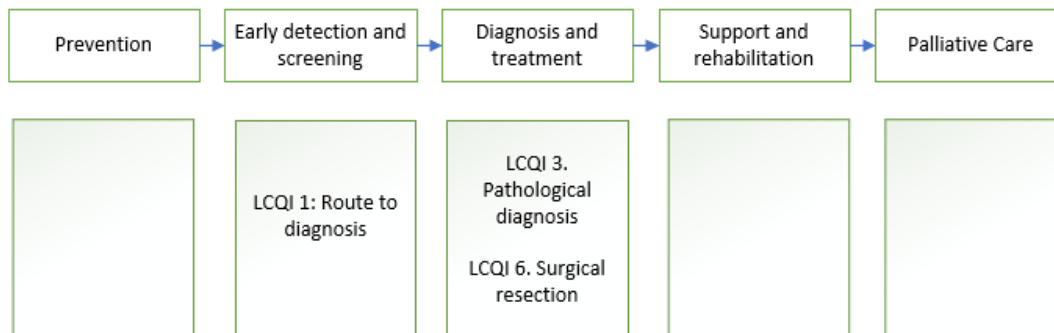 Prevention
Early detection and
screening
Diagnosis and
treatment
Support and
rehabilitation
Palliative Care
LCQI 1: Route to
diagnosis
LCQI 3.
Pathological
diagnosis
LCQI 6. Surgical
resection